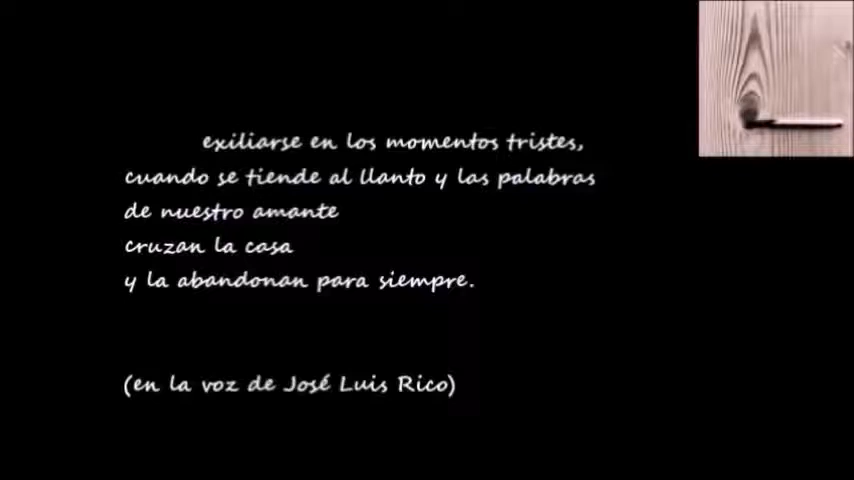 exiliarse en los momentos tristes,
cuando se tiende al llanto y las palabras
de nuestro amante
cruzan la casa
y la abandonan para siempre.
(en la voz de José Luis Rico)